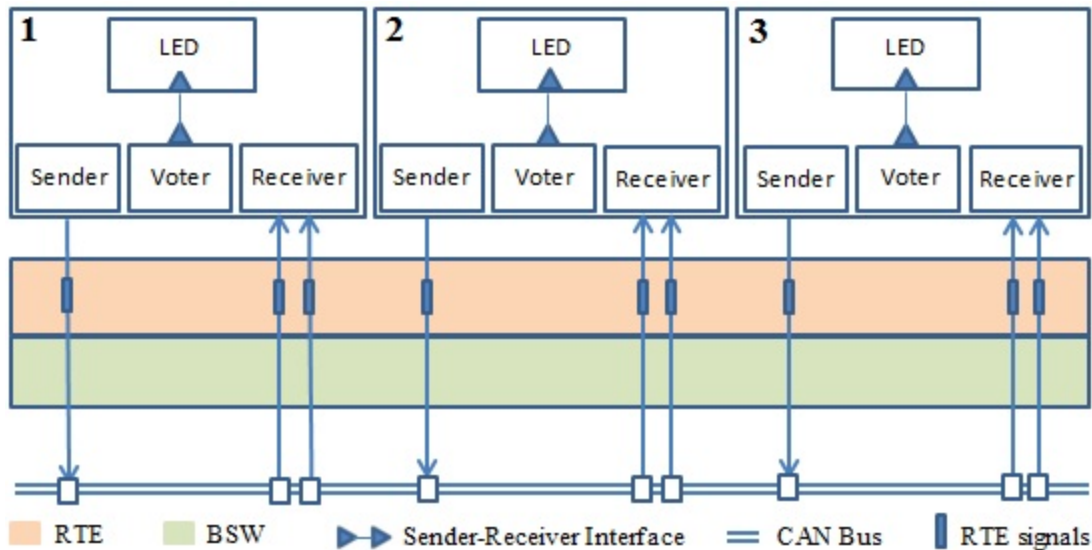 1
LED
Sender
Voter
Receiver
2
LED
Sender
Voter
Receiver
3
LED
Sender
Voter
Receiver
RTE
BSW
Sender-Receiver Interface
CAN Bus
RTE signals